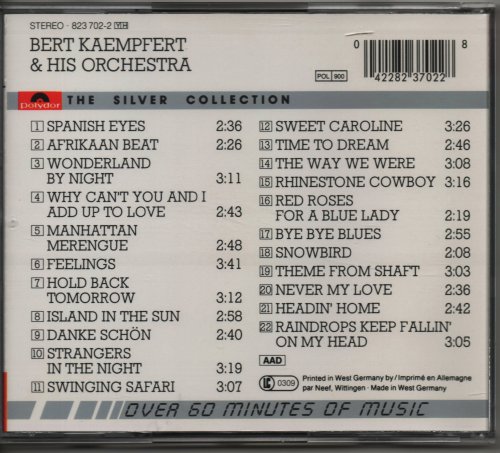 STEREO · 823 702-2 YH
BERT KAEMPFERT
& HIS ORCHESTRA
POL 900
0 42282 37022 8
polydor THE SILVER COLLECTION
1 SPANISH EYES 2:36
2 AFRIKAAN BEAT 2:26
3 WONDERLAND
BY NIGHT 3:11
4 WHY CAN'T YOU AND I
ADD UP TO LOVE 2:43
5 MANHATTAN
MERENGUE 2:48
6 FEELINGS 3:41
7 HOLD BACK
TOMORROW 3:12
8 ISLAND IN THE SUN 2:58
9 DANKE SCHÖN 2:40
10 STRANGERS
IN THE NIGHT 3:19
11 SWINGING SAFARI 3:07
12 SWEET CAROLINE 3:26
13 TIME TO DREAM 2:46
14 THE WAY WE WERE 3:08
15 RHINESTONE COWBOY 3:16
16 RED ROSES
FOR A BLUE LADY 2:19
17 BYE BYE BLUES 2:55
18 SNOWBIRD 2:08
19 THEME FROM SHAFT 3:03
20 NEVER MY LOVE 2:36
21 HEADIN' HOME 2:42
22 RAINDROPS KEEP FALLIN'
ON MY HEAD 3:05
AAD
LC 0309
Printed in West Germany by/Imprimé en Allemagne
par Neef, Wittingen · Made in West Germany
OVER 60 MINUTES OF MUSIC